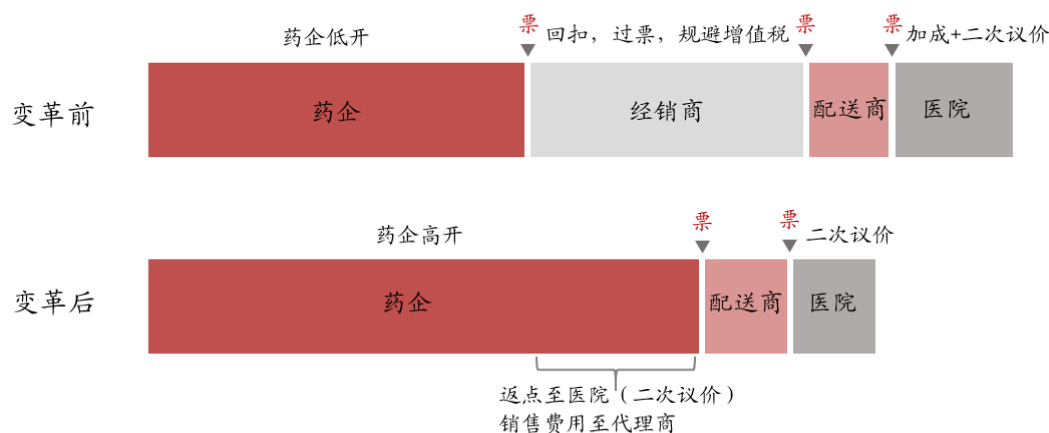 药企低开
票
回扣，过票，规避增值税
票
票
加成+二次议价
变革前
药企
经销商
配送商
医院
药企高开
票
票
二次议价
变革后
药企
配送商
医院
返点至医院（二次议价）
销售费用至代理商